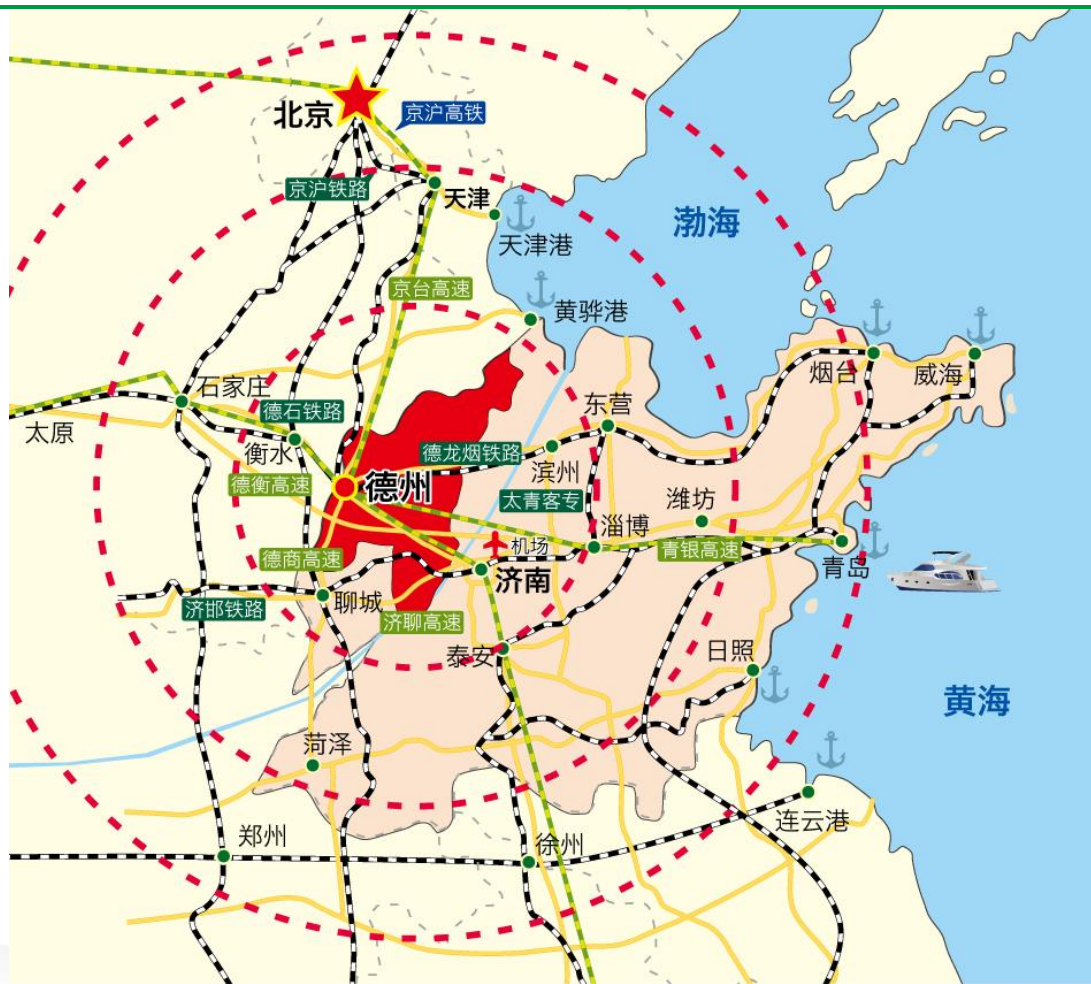 北京
京沪高铁
京沪铁路
天津
天津港
渤海
京台高速
黄骅港
石家庄
烟台
威海
太原
德石铁路
东营
衡水
德龙烟铁路
滨州
德衡高速
德州
太青客专
潍坊
淄博
机场
青银高速
德商高速
济南
青岛
聊城
济邯铁路
济聊高速
泰安
日照
黄海
菏泽
连云港
郑州
徐州